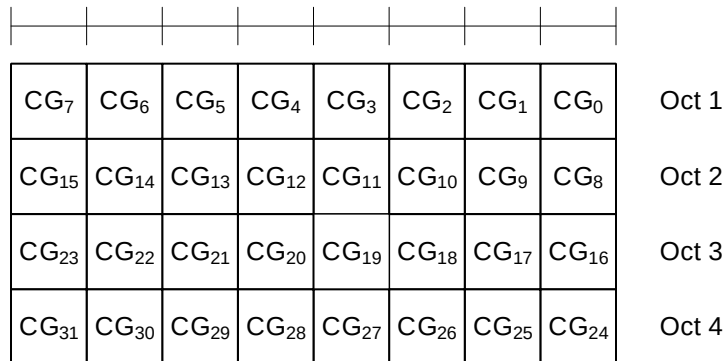 CG₇ CG₆ CG₅ CG₄ CG₃ CG₂ CG₁ CG₀ Oct 1
CG₁₅ CG₁₄ CG₁₃ CG₁₂ CG₁₁ CG₁₀ CG₉ CG₈ Oct 2
CG₂₃ CG₂₂ CG₂₁ CG₂₀ CG₁₉ CG₁₈ CG₁₇ CG₁₆ Oct 3
CG₃₁ CG₃₀ CG₂₉ CG₂₈ CG₂₇ CG₂₆ CG₂₅ CG₂₄ Oct 4